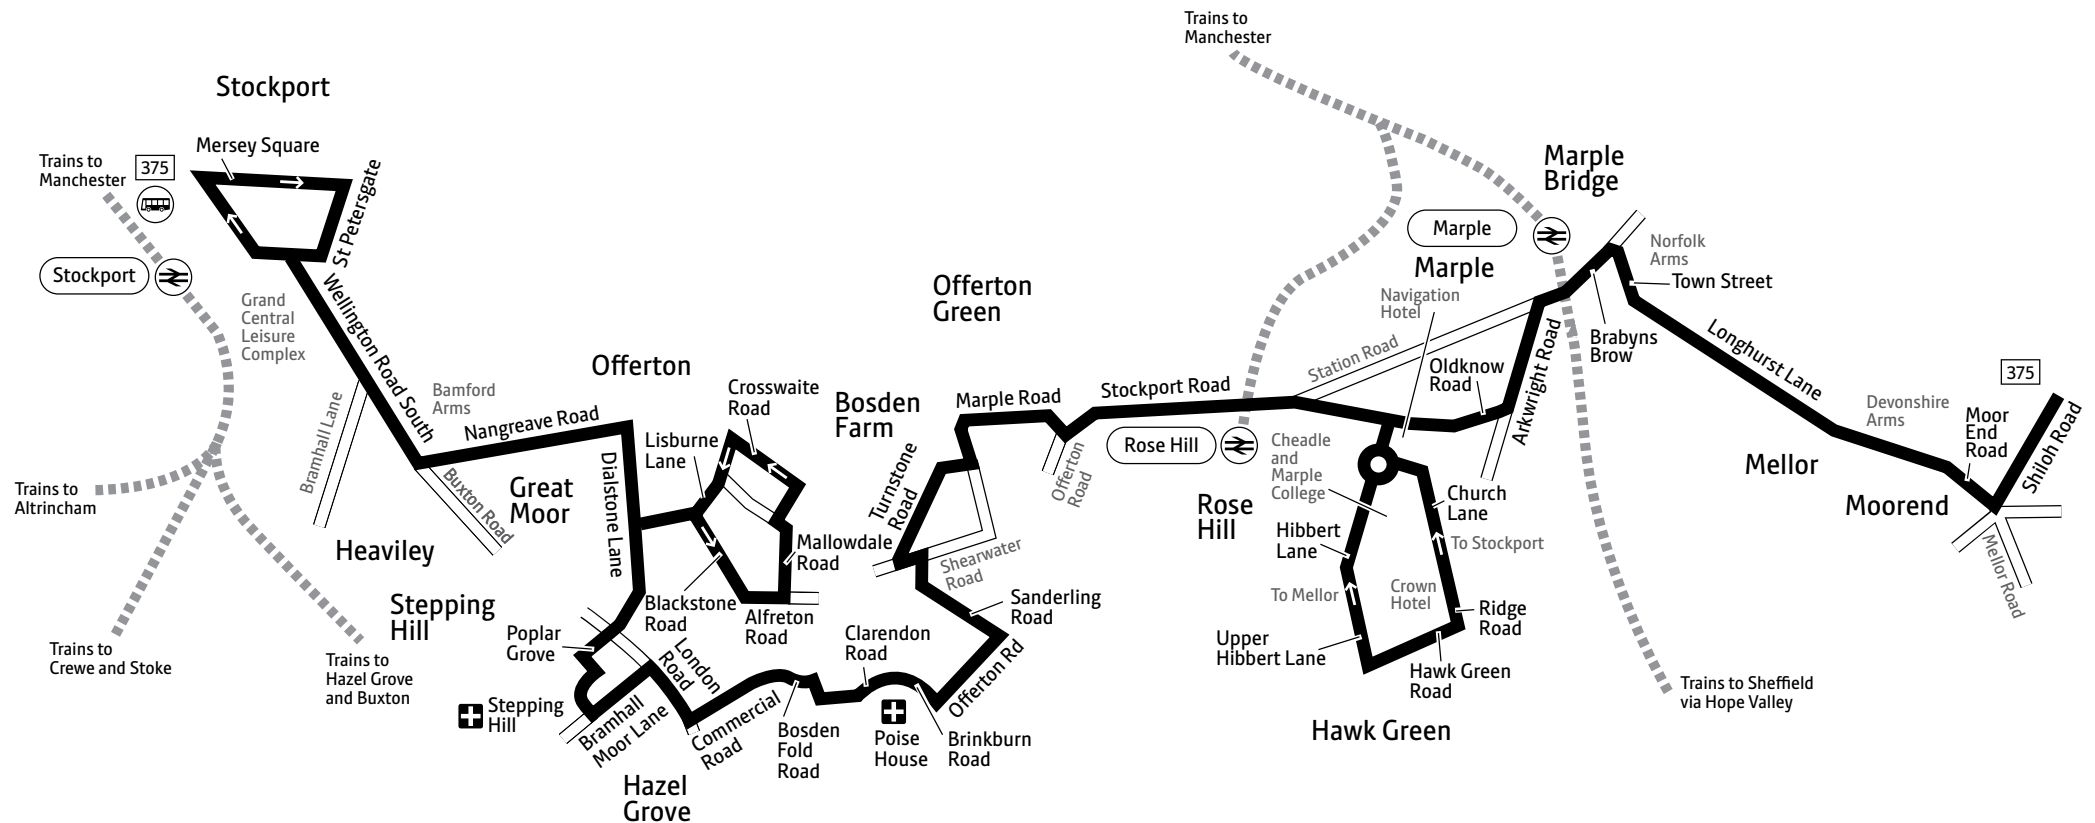 Trains to
Manchester
Stockport
Mersey Square
Trains to
Manchester
375
St Petersgate
Stockport
Grand
Central
Leisure
Complex
Wellington Road South
Bramhall Lane
Bamford
Arms
Nangreave Road
Buxton Road
Heaviley
Great
Moor
Trains to
Altrincham
Trains to
Crewe and Stoke
Trains to
Hazel Grove
and Buxton
Offerton
Dialstone Lane
Lisburne
Lane
Crosswaite
Road
Mallowdale
Road
Blackstone
Road
Alfreton
Road
Stepping
Hill
Poplar
Grove
London
Road
Stepping
Hill
Bramhall
Moor Lane
Commercial
Road
Hazel
Grove
Bosden
Fold
Road
Clarendon
Road
Poise
House
Brinkburn
Road
Offerton Rd
Sanderling
Road
Shearwater
Road
Turnstone
Road
Bosden
Farm
Offerton
Green
Marple Road
Offerton
Road
Stockport Road
Rose Hill
Rose
Hill
Cheadle
and
Marple
College
Station Road
Navigation
Hotel
Marple
Marple
Marple
Bridge
Norfolk
Arms
Town Street
Brabyns
Brow
Oldknow
Road
Arkwright Road
Church
Lane
To Stockport
Hibbert
Lane
To Mellor
Crown
Hotel
Ridge
Road
Upper
Hibbert Lane
Hawk Green
Road
Hawk Green
Trains to Sheffield
via Hope Valley
Longhurst Lane
Mellor
Devonshire
Arms
Moorend
Moor
End
Road
375
Shiloh Road
Mellor Road